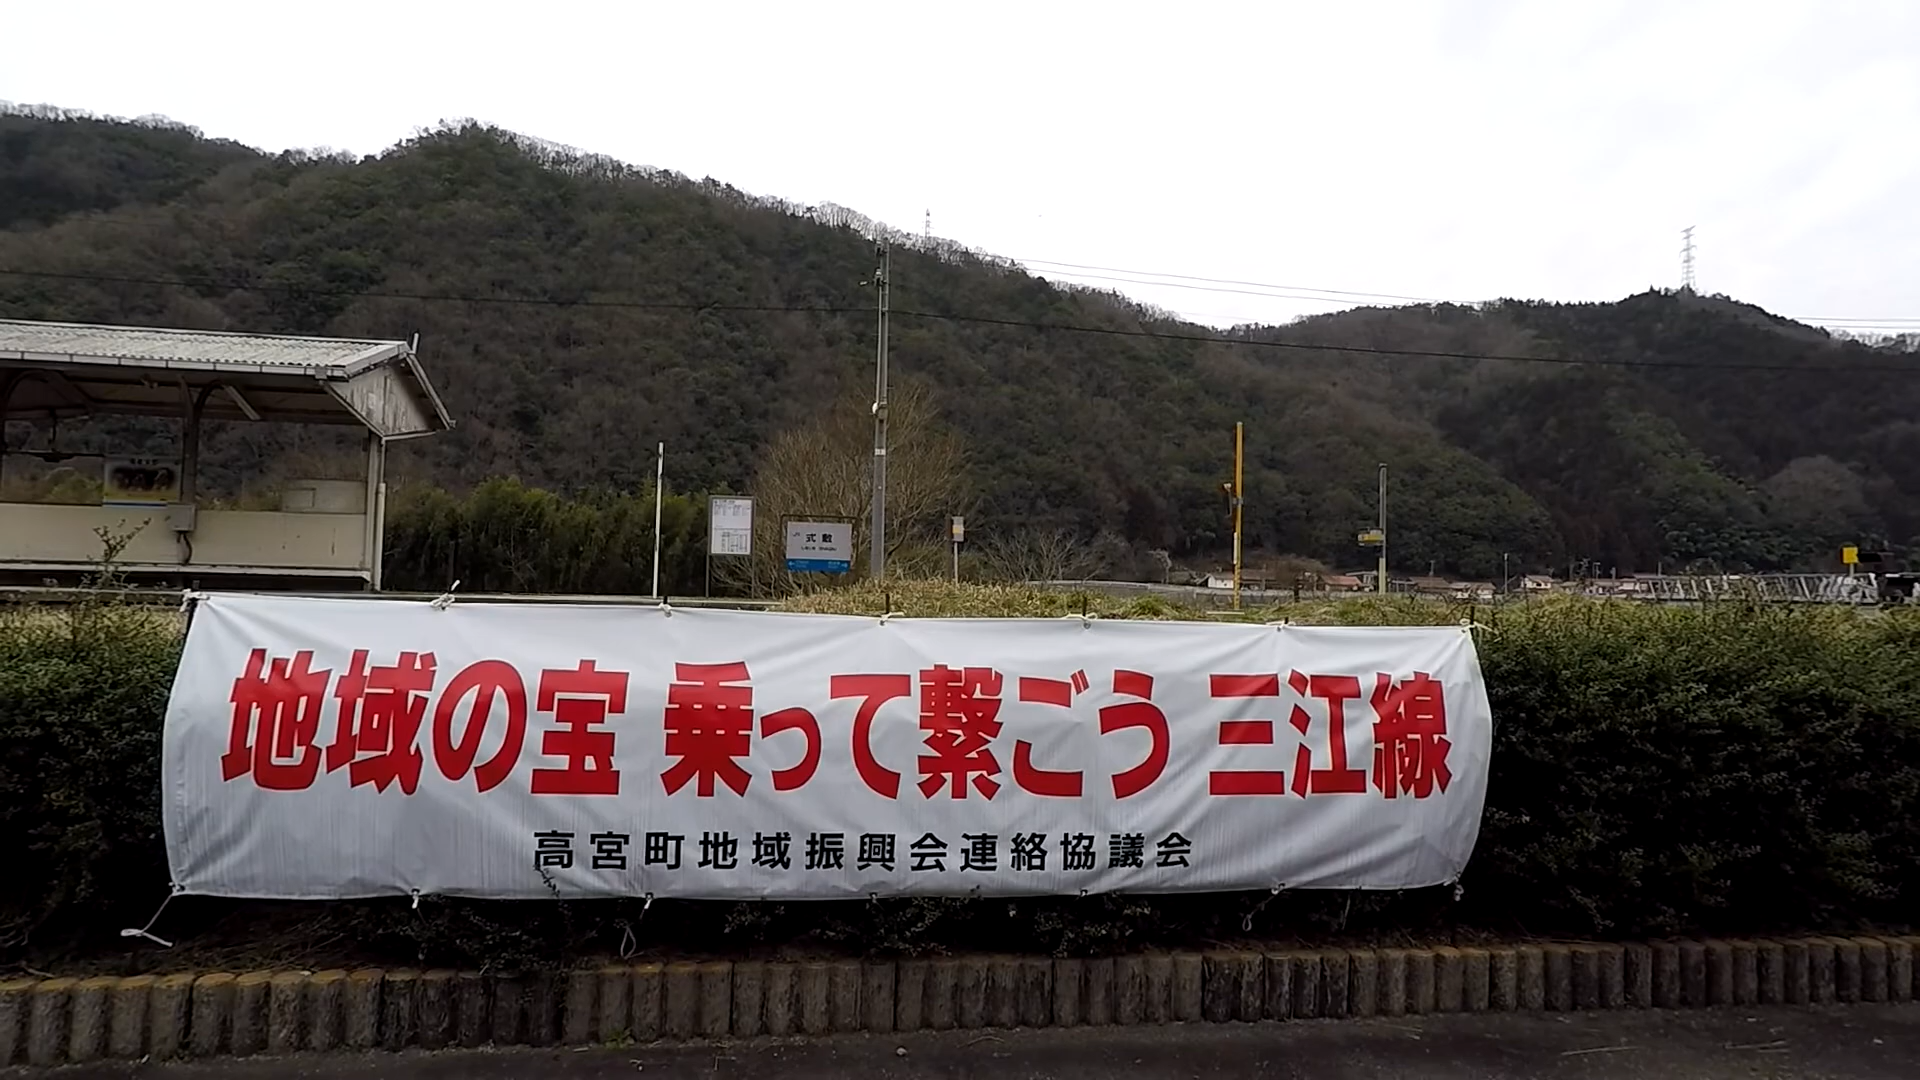 式敷
地域の宝 乗って繋ごう 三江線
高宮町地域振興会連絡協議会